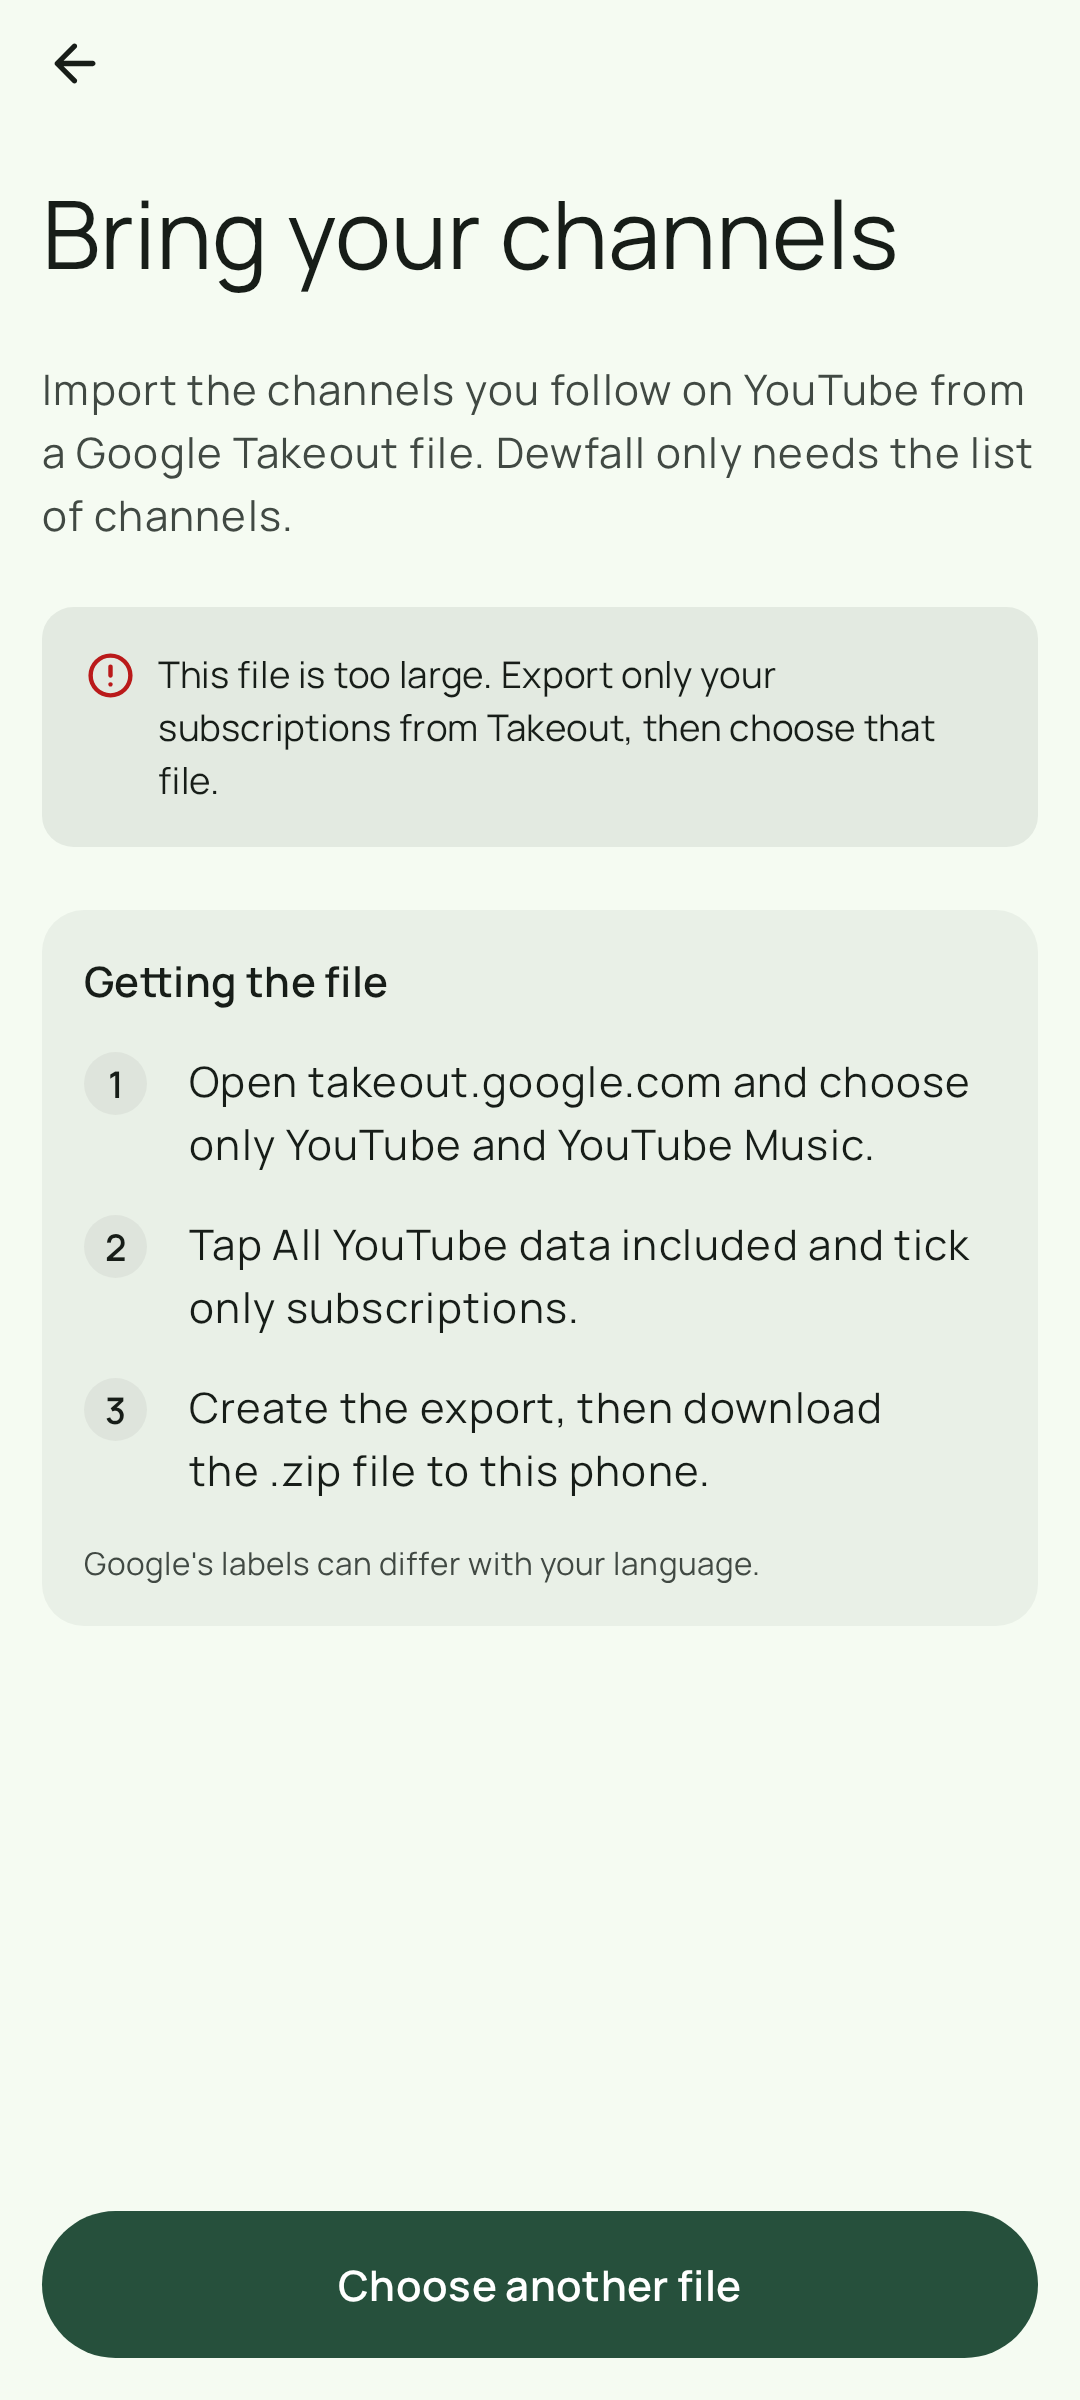 Bring your channels
Import the channels you follow on YouTube from
a Google Takeout file. Dewfall only needs the list
of channels.
This file is too large. Export only your
subscriptions from Takeout, then choose that
file.
Getting the file
1 Open takeout.google.com and choose
only YouTube and YouTube Music.
2 Tap All YouTube data included and tick
only subscriptions.
3 Create the export, then download
the .zip file to this phone.
Google's labels can differ with your language.
Choose another file